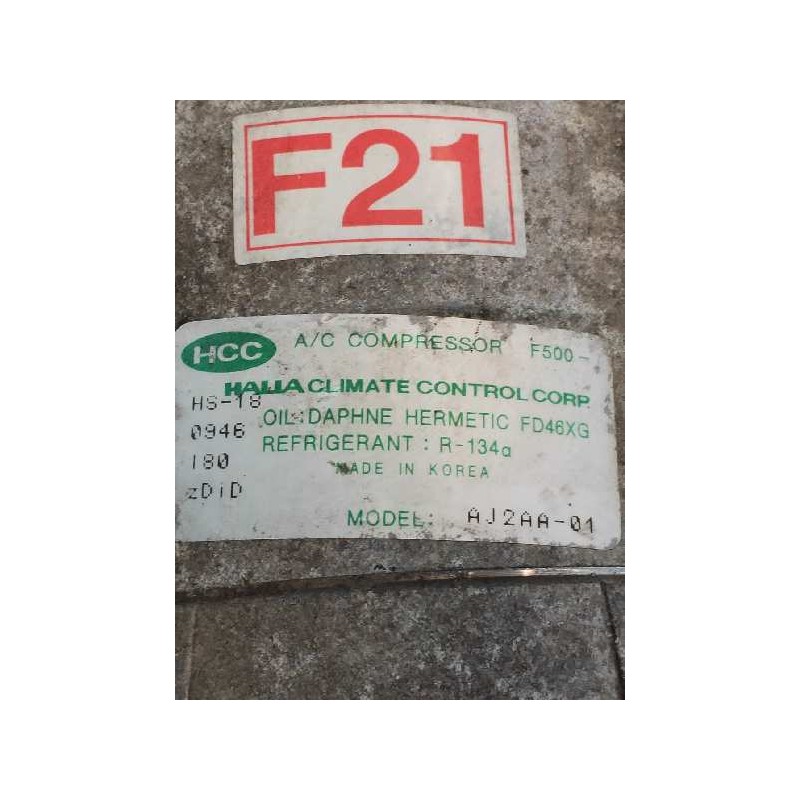 F21
HCC A/C COMPRESSOR F500-
HALLA CLIMATE CONTROL CORP.
HS-18
OIL:DAPHNE HERMETIC FD46XG
0946
REFRIGERANT: R-134a
180
MADE IN KOREA
zDiD
MODEL: AJ2AA-01